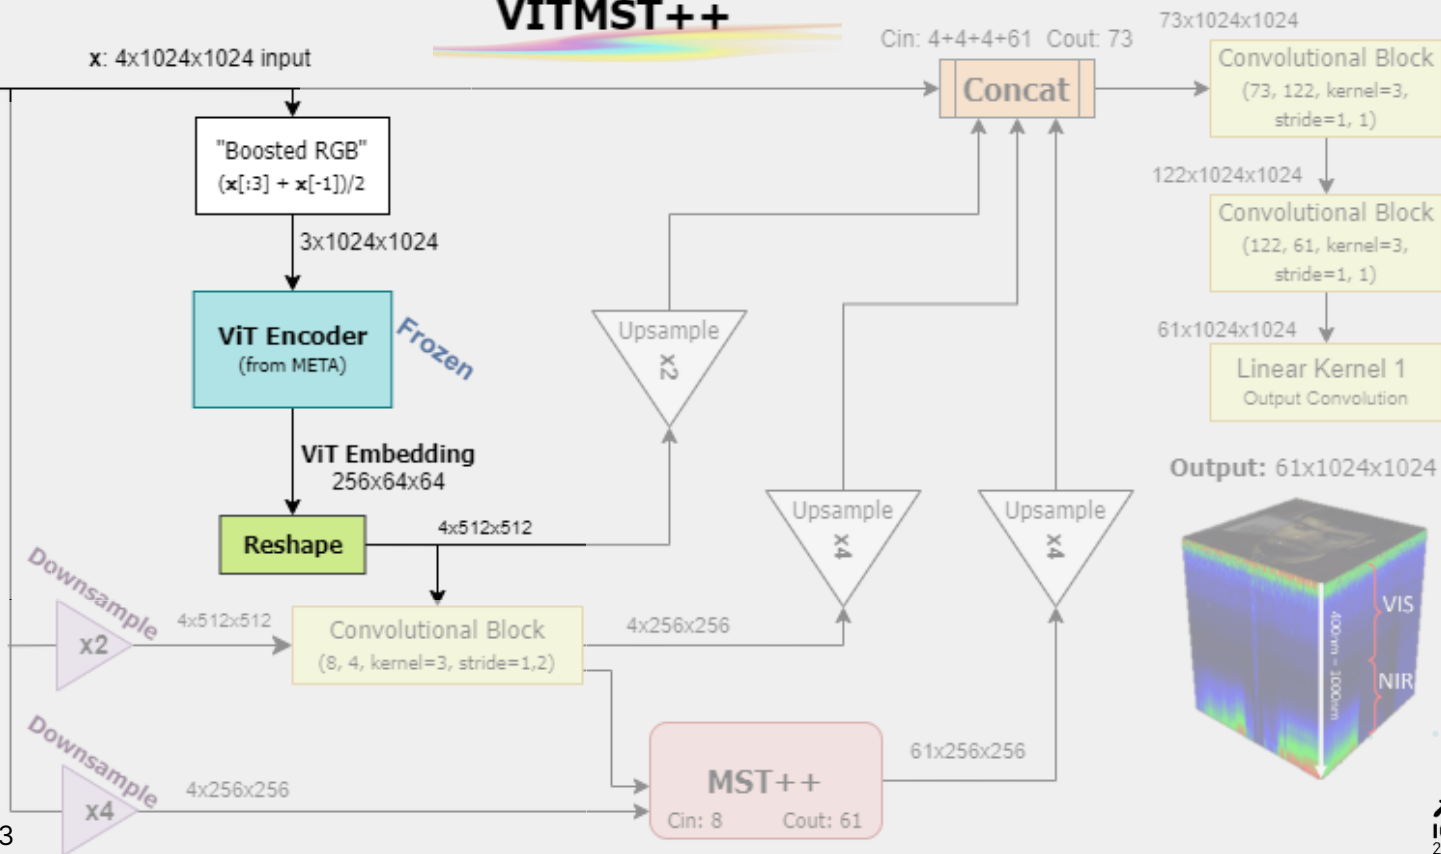 VITMST++
x: 4x1024x1024 input
Cin: 4+4+4+61 Cout: 73
73x1024x1024
Concat
Convolutional Block
(73, 122, kernel=3,
stride=1, 1)
"Boosted RGB"
(x[:3] + x[-1])/2
3x1024x1024
122x1024x1024
Convolutional Block
(122, 61, kernel=3,
stride=1, 1)
ViT Encoder
(from META)
Frozen
Upsample
x2
61x1024x1024
Linear Kernel 1
Output Convolution
ViT Embedding
256x64x64
Output: 61x1024x1024
Reshape
4x512x512
Upsample
x4
Upsample
x4
Downsample
x2
4x512x512
Convolutional Block
(8, 4, kernel=3, stride=1,2)
4x256x256
VIS
NIR
400nm – 1000nm
Downsample
x4
4x256x256
MST++
Cin: 8 Cout: 61
61x256x256
3